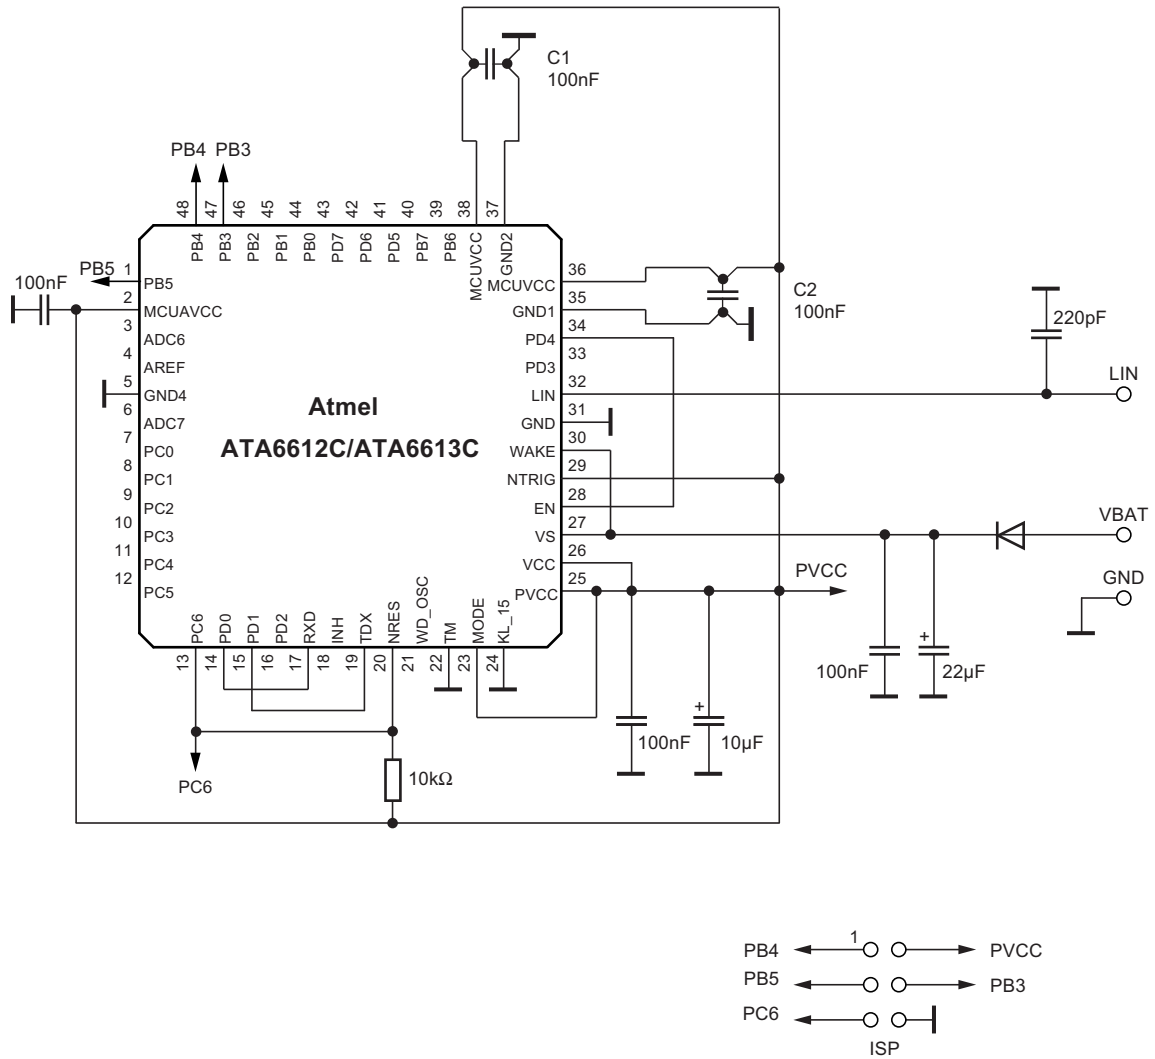 C1
100nF
PB4 PB3
48 47 46 45 44 43 42 41 40 39 38 37
PB4 PB3 PB2 PB1 PB0 PD7 PD6 PD5 PB7 PB6 MCUVCC GND2
PB5
100nF
1 PB5
2 MCUAVCC
3 ADC6
4 AREF
5 GND4
6 ADC7
7 PC0
8 PC1
9 PC2
10 PC3
11 PC4
12 PC5
Atmel
ATA6612C/ATA6613C
MCUVCC 36
GND1 35
PD4 34
PD3 33
LIN 32
GND 31
WAKE 30
NTRIG 29
EN 28
VS 27
VCC 26
PVCC 25
C2
100nF
220pF
LIN
VBAT
GND
PVCC
PC6 PD0 PD1 PD2 RXD INH TDX NRES WD_OSC TM MODE KL_15
13 14 15 16 17 18 19 20 21 22 23 24
100nF
+
22µF
+
100nF
10µF
PC6
10kΩ
PB4 1 PVCC
PB5 PB3
PC6
ISP